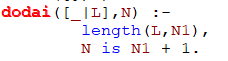 dodai([_|L],N) :-
length(L,N1),
N is N1 + 1.